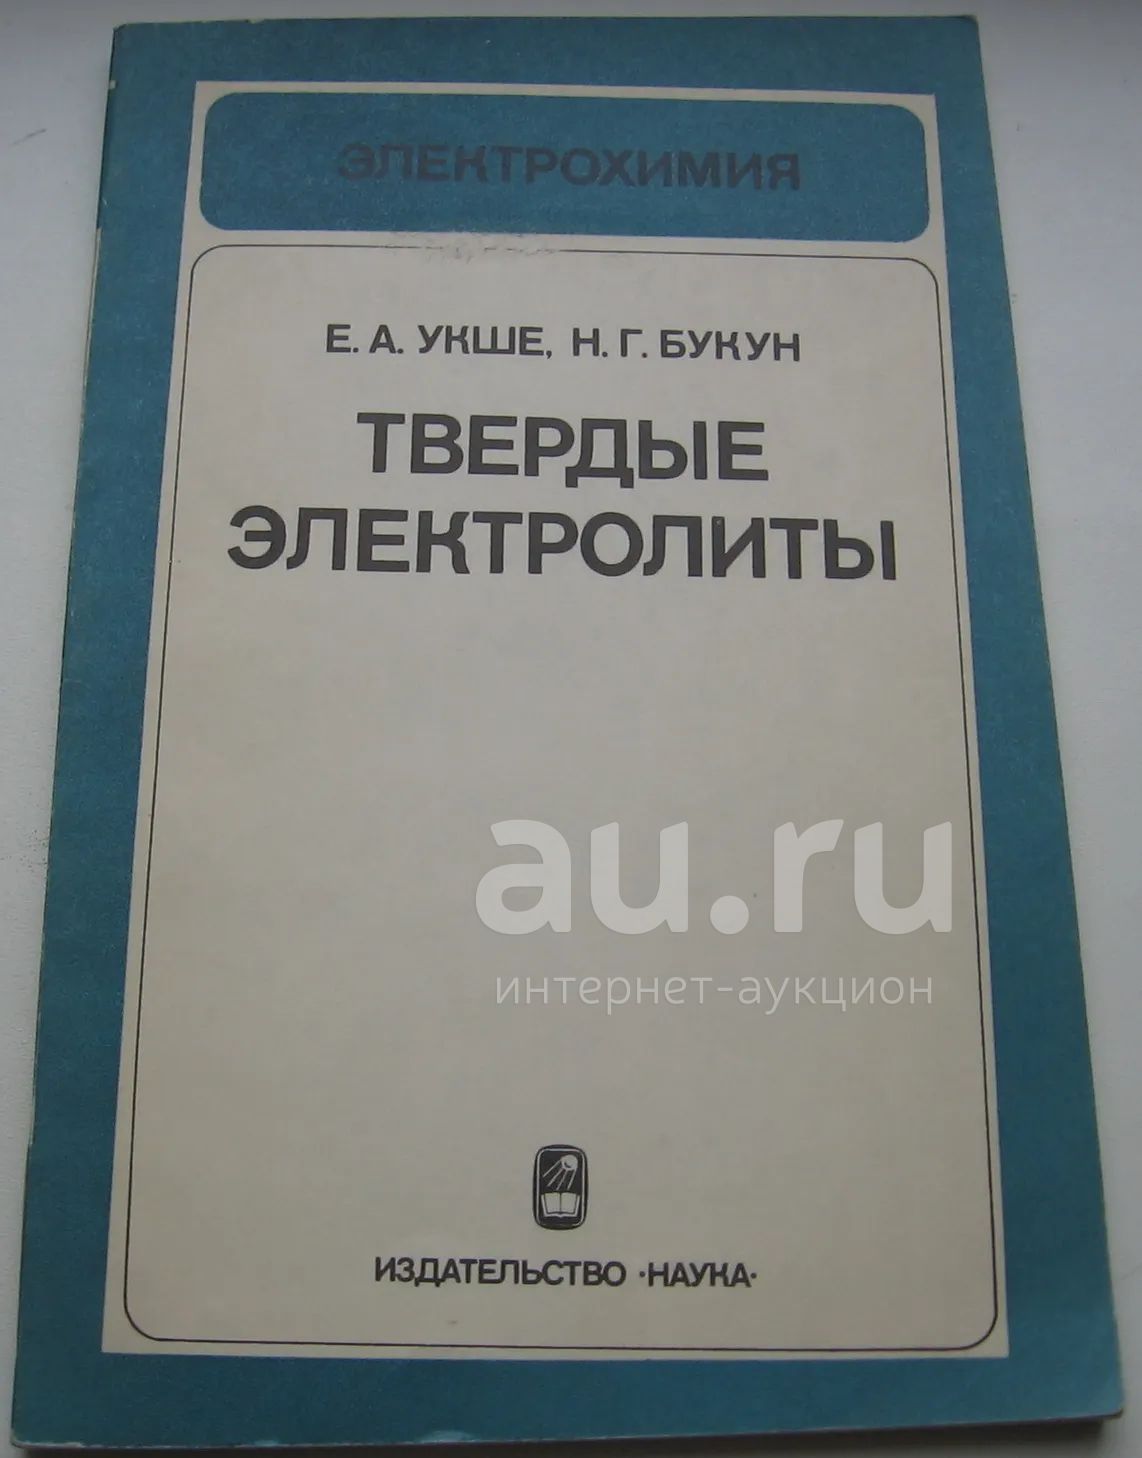 ЭЛЕКТРОХИМИЯ
Е. А. УКШЕ, Н. Г. БУКУН
ТВЕРДЫЕ
ЭЛЕКТРОЛИТЫ
au.ru
интернет-аукцион
ИЗДАТЕЛЬСТВО ·НАУКА·